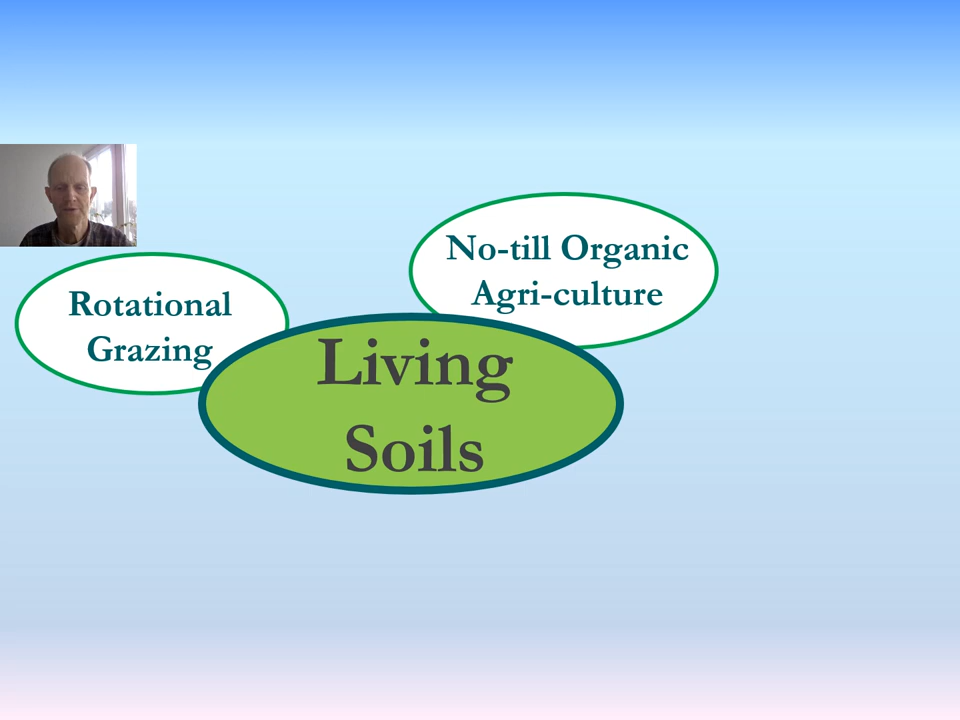 No-till Organic
Agri-culture
Rotational
Grazing
Living
Soils